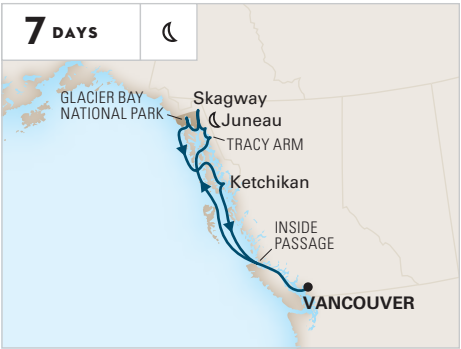 7 DAYS
GLACIER BAY
NATIONAL PARK
Skagway
Juneau
TRACY ARM
Ketchikan
INSIDE
PASSAGE
VANCOUVER